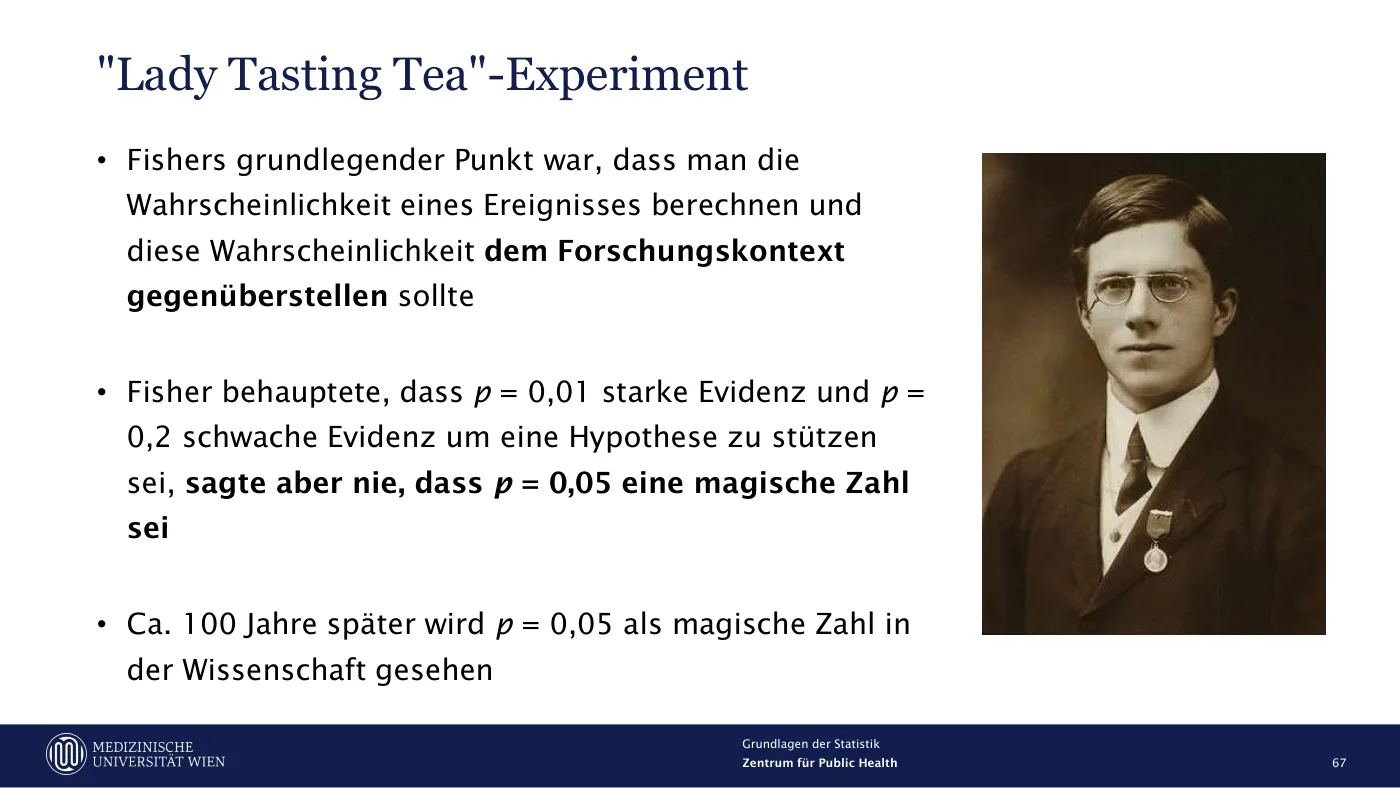 "Lady Tasting Tea"-Experiment
• Fishers grundlegender Punkt war, dass man die
Wahrscheinlichkeit eines Ereignisses berechnen und
diese Wahrscheinlichkeit dem Forschungskontext
gegenüberstellen sollte
• Fisher behauptete, dass p = 0,01 starke Evidenz und p =
0,2 schwache Evidenz um eine Hypothese zu stützen
sei, sagte aber nie, dass p = 0,05 eine magische Zahl
sei
• Ca. 100 Jahre später wird p = 0,05 als magische Zahl in
der Wissenschaft gesehen
MEDIZINISCHE
UNIVERSITÄT WIEN
Grundlagen der Statistik
Zentrum für Public Health
67